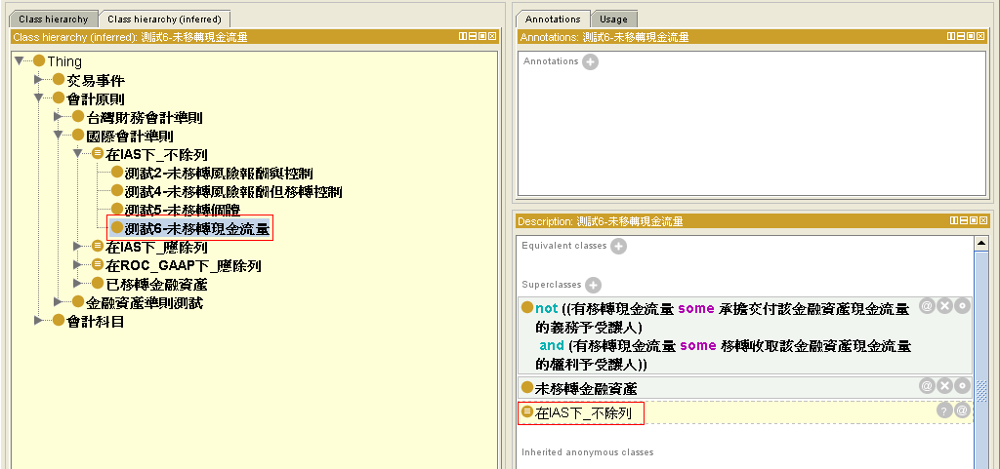 Class hierarchy
Class hierarchy (inferred)
Class hierarchy (inferred): 測試6-未移轉現金流量
Thing
交易事件
會計原則
台灣財務會計準則
國際會計準則
在IAS下_不除列
測試2-未移轉風險報酬與控制
測試4-未移轉風險報酬但移轉控制
測試5-未移轉個體
測試6-未移轉現金流量
在IAS下_應除列
在ROC_GAAP下_應除列
已移轉金融資產
金融資產準則測試
會計科目
Annotations
Usage
Annotations: 測試6-未移轉現金流量
Annotations
Description: 測試6-未移轉現金流量
Equivalent classes
Superclasses
not ((有移轉現金流量 some 承擔交付該金融資產現金流量
的義務予受讓人)
and (有移轉現金流量 some 移轉收取該金融資產現金流量
的權利予受讓人))
未移轉金融資產
在IAS下_不除列
Inherited anonymous classes